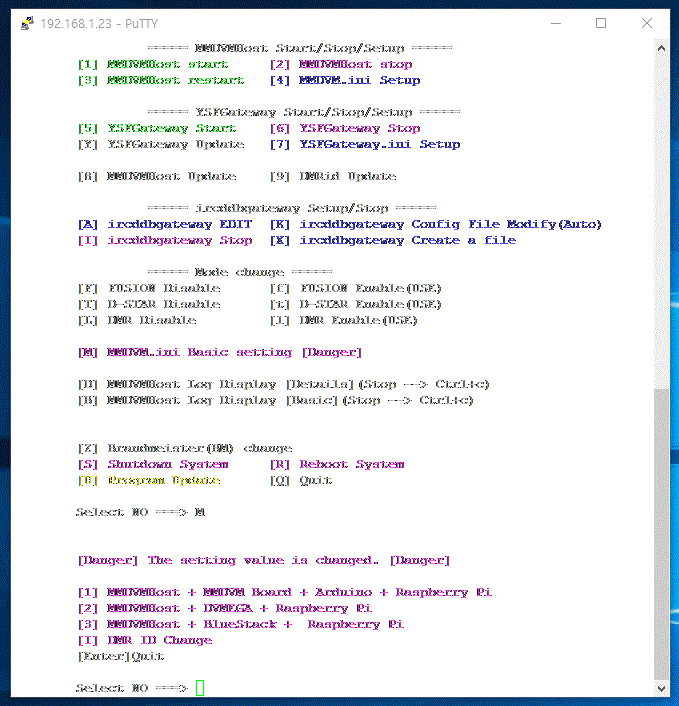 192.168.1.23 - PuTTY
===== MMDVMHost Start/Stop/Setup =====
[1] MMDVMHost start [2] MMDVMHost stop
[3] MMDVMHost restart [4] MMDVM.ini Setup
===== YSFGateway Start/Stop/Setup =====
[5] YSFGateway Start [6] YSFGateway Stop
[Y] YSFGateway Update [7] YSFGateway.ini Setup
[8] MMDVMHost Update [9] DMRid Update
===== ircddbgateway Setup/Stop =====
[A] ircddbgateway EDIT [K] ircddbgateway Config File Modify(Auto)
[I] ircddbgateway Stop [X] ircddbgateway Create a file
===== Mode change =====
[F] FUSION Disable [f] FUSION Enable(USE)
[T] D-STAR Disable [t] D-STAR Enable(USE)
[L] DMR Disable [l] DMR Enable(USE)
[M] MMDVM.ini Basic setting [Danger]
[D] MMDVMHost Log Display [Details](Stop --> Ctrl+c)
[B] MMDVMHost Log Display [Basic](Stop --> Ctrl+c)
[Z] Brandmeister(BM) change
[S] Shutdown System [R] Reboot System
[U] Program Update [Q] Quit
Select NO ===> M
[Danger] The setting value is changed. [Danger]
[1] MMDVMHost + MMDVM Board + Arduino + Raspberry Pi
[2] MMDVMHost + DVMEGA + Raspberry Pi
[3] MMDVMHost + BlueStack + Raspberry Pi
[I] DMR ID Change
[Enter]Quit
Select NO ===>